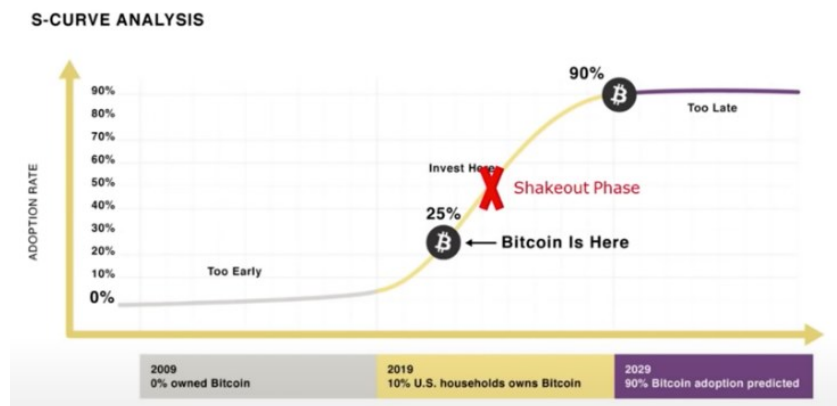 S-CURVE ANALYSIS
90%
80%
70%
60%
50%
40%
30%
20%
10%
0%
ADOPTION RATE
Too Early
25%
Bitcoin Is Here
Invest Here
Shakeout Phase
90%
Too Late
2009
0% owned Bitcoin
2019
10% U.S. households owns Bitcoin
2029
90% Bitcoin adoption predicted